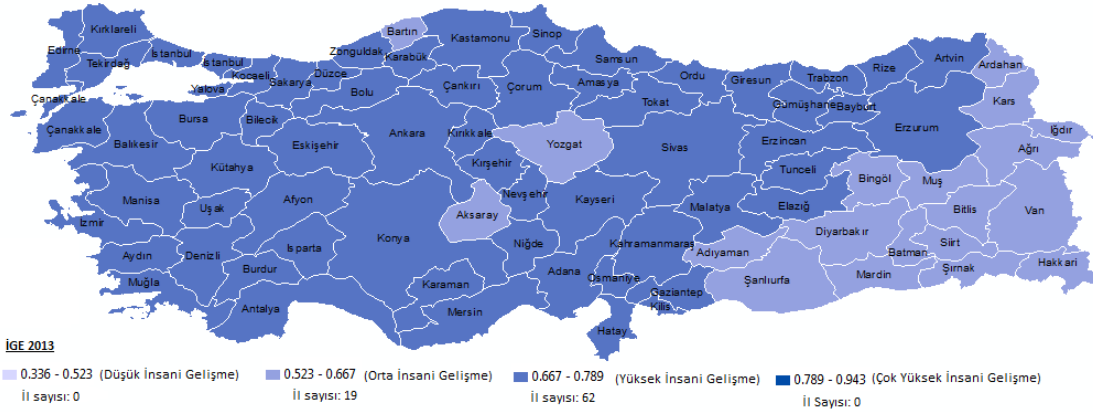 Kırklareli
Edirne
Tekirdağ
İstanbul
İstanbul
Kocaeli
Yalova
Sakarya
Düzce
Zonguldak
Bartın
Karabük
Kastamonu
Sinop
Samsun
Ordu
Giresun
Trabzon
Rize
Artvin
Ardahan
Kars
Iğdır
Ağrı
Çanakkale
Çanakkale
Balıkesir
Bursa
Bilecik
Bolu
Çankırı
Çorum
Amasya
Tokat
Gümüşhane
Bayburt
Erzurum
Erzincan
Eskişehir
Ankara
Kırıkkale
Yozgat
Sivas
Kütahya
Kırşehir
Tunceli
Bingöl
Muş
Manisa
Uşak
Afyon
Nevşehir
Kayseri
Malatya
Elazığ
Bitlis
Van
İzmir
Aksaray
Diyarbakır
Konya
Aydın
Denizli
Isparta
Niğde
Kahramanmaraş
Adıyaman
Batman
Siirt
Burdur
Muğla
Karaman
Adana
Osmaniye
Gaziantep
Şanlıurfa
Mardin
Şırnak
Hakkari
Antalya
Mersin
Kilis
Hatay
İGE 2013
0.336 - 0.523 (Düşük İnsani Gelişme) 0.523 - 0.667 (Orta İnsani Gelişme) 0.667 - 0.789 (Yüksek İnsani Gelişme) 0.789 - 0.943 (Çok Yüksek İnsani Gelişme)
İl sayısı: 0 İl sayısı: 19 İl sayısı: 62 İl sayısı: 0